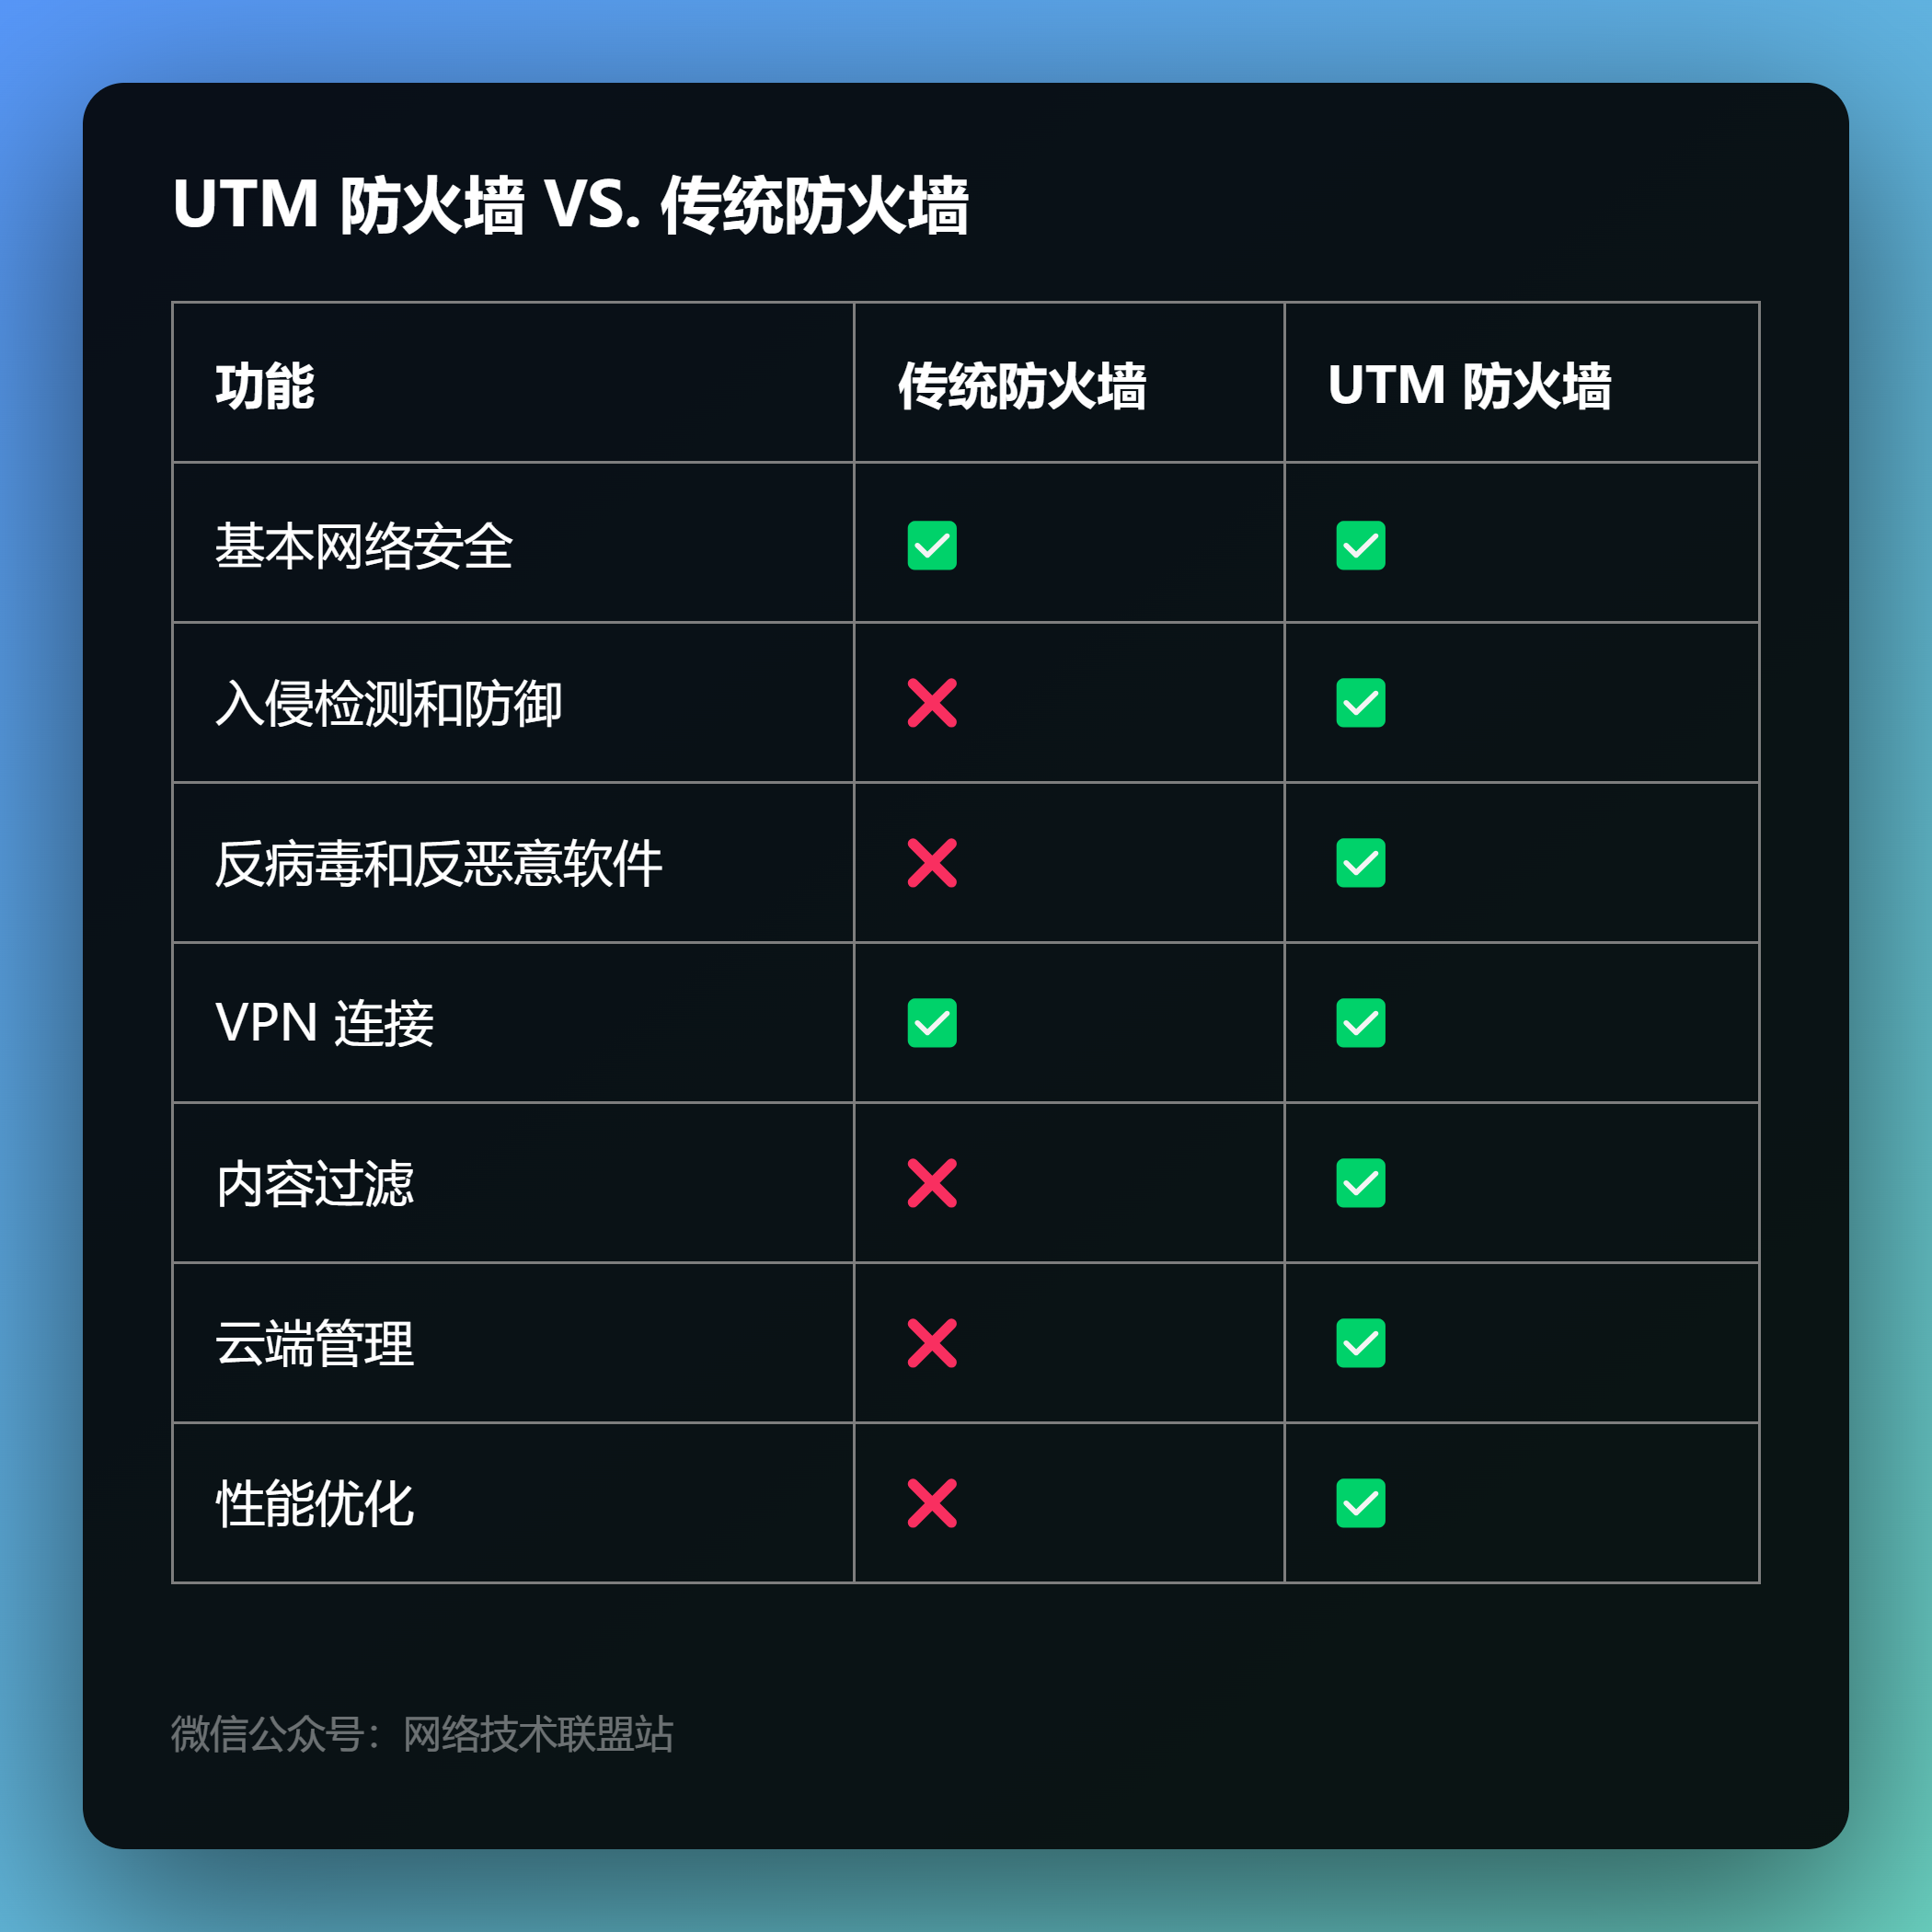 UTM 防火墙 VS. 传统防火墙
功能 传统防火墙 UTM 防火墙
基本网络安全 ✅ ✅
入侵检测和防御 ❌ ✅
反病毒和反恶意软件 ❌ ✅
VPN 连接 ✅ ✅
内容过滤 ❌ ✅
云端管理 ❌ ✅
性能优化 ❌ ✅
微信公众号：网络技术联盟站